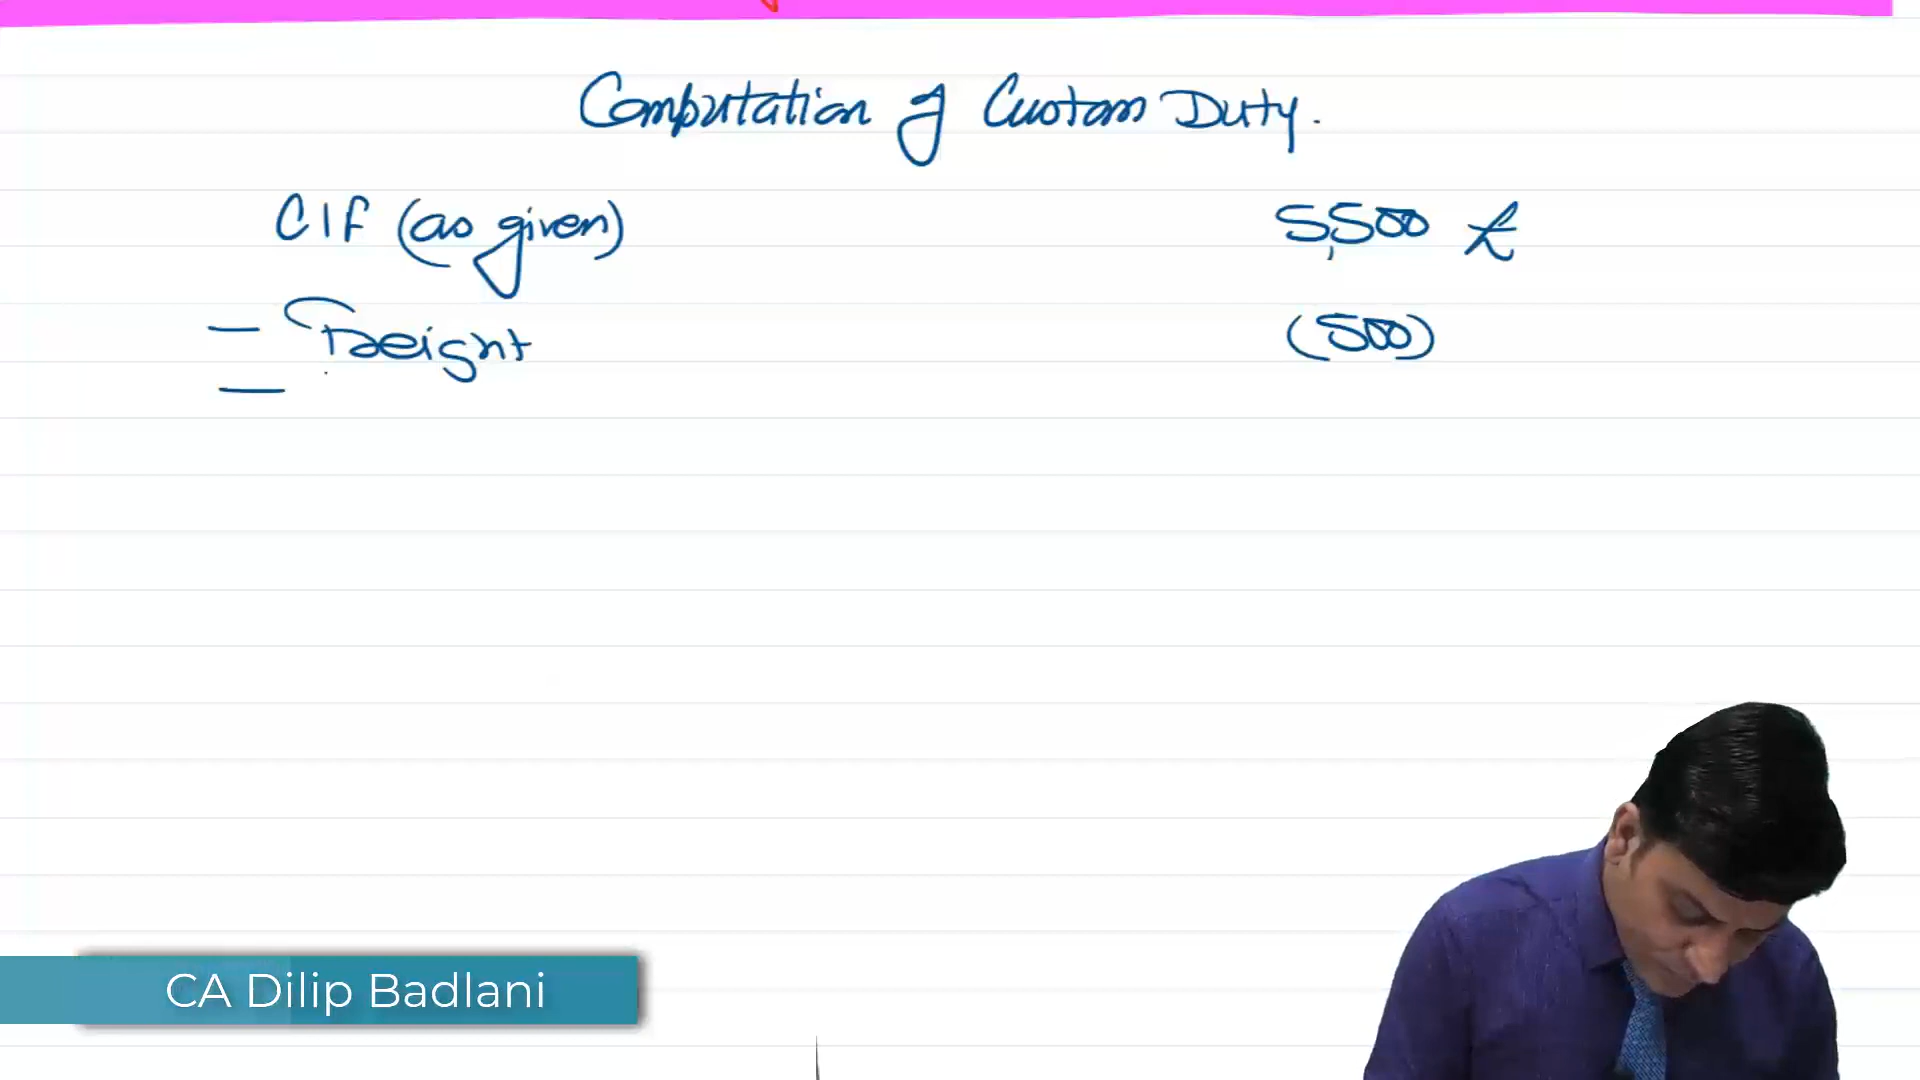 Computation of Custom Duty.
CIF (as given) 5,500 £
— Freight (500)
—
CA Dilip Badlani